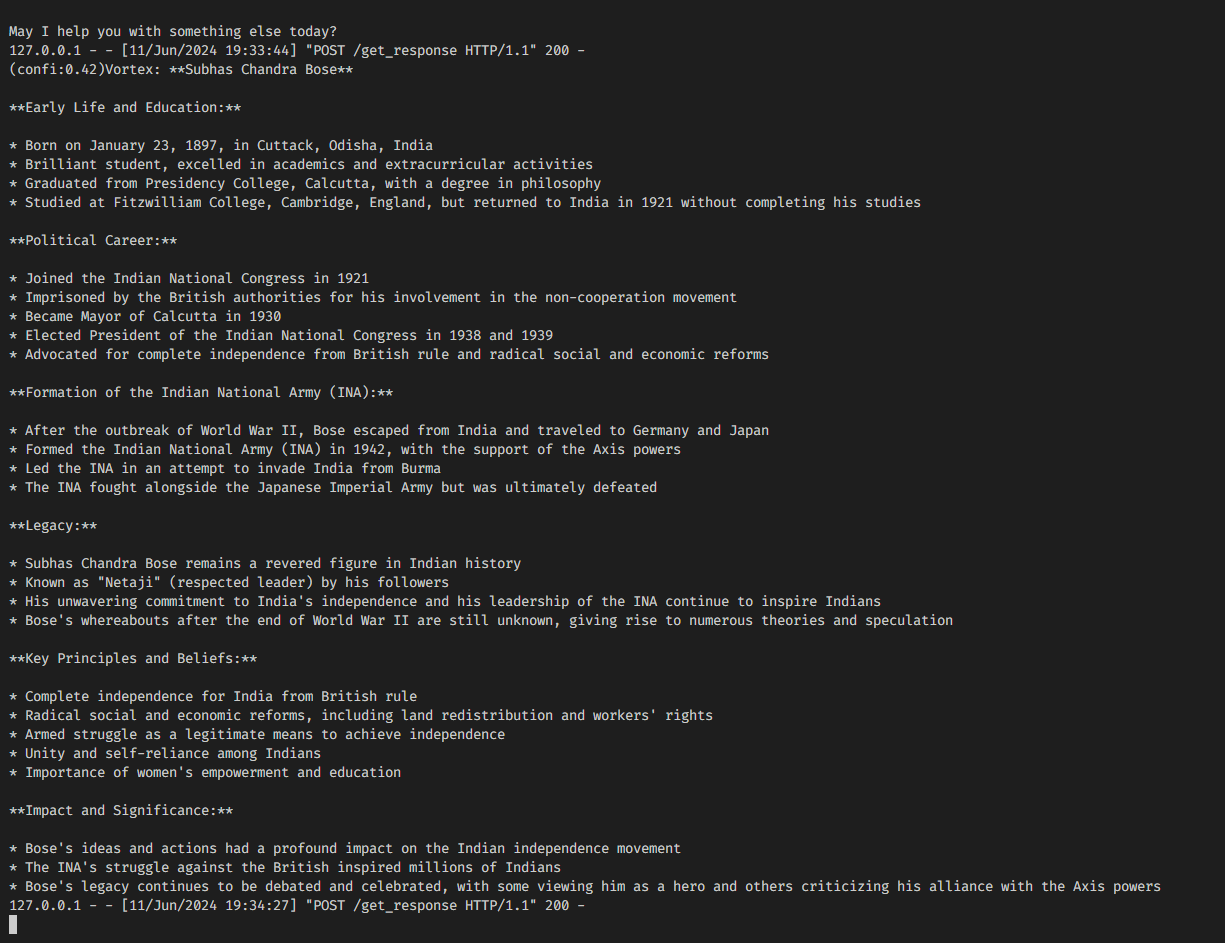 May I help you with something else today?
127.0.0.1 - - [11/Jun/2024 19:33:44] "POST /get_response HTTP/1.1" 200 -
(confi:0.42)Vortex: **Subhas Chandra Bose**
**Early Life and Education:**
* Born on January 23, 1897, in Cuttack, Odisha, India
* Brilliant student, excelled in academics and extracurricular activities
* Graduated from Presidency College, Calcutta, with a degree in philosophy
* Studied at Fitzwilliam College, Cambridge, England, but returned to India in 1921 without completing his studies
**Political Career:**
* Joined the Indian National Congress in 1921
* Imprisoned by the British authorities for his involvement in the non-cooperation movement
* Became Mayor of Calcutta in 1930
* Elected President of the Indian National Congress in 1938 and 1939
* Advocated for complete independence from British rule and radical social and economic reforms
**Formation of the Indian National Army (INA):**
* After the outbreak of World War II, Bose escaped from India and traveled to Germany and Japan
* Formed the Indian National Army (INA) in 1942, with the support of the Axis powers
* Led the INA in an attempt to invade India from Burma
* The INA fought alongside the Japanese Imperial Army but was ultimately defeated
**Legacy:**
* Subhas Chandra Bose remains a revered figure in Indian history
* Known as "Netaji" (respected leader) by his followers
* His unwavering commitment to India's independence and his leadership of the INA continue to inspire Indians
* Bose's whereabouts after the end of World War II are still unknown, giving rise to numerous theories and speculation
**Key Principles and Beliefs:**
* Complete independence for India from British rule
* Radical social and economic reforms, including land redistribution and workers' rights
* Armed struggle as a legitimate means to achieve independence
* Unity and self-reliance among Indians
* Importance of women's empowerment and education
**Impact and Significance:**
* Bose's ideas and actions had a profound impact on the Indian independence movement
* The INA's struggle against the British inspired millions of Indians
* Bose's legacy continues to be debated and celebrated, with some viewing him as a hero and others criticizing his alliance with the Axis powers
127.0.0.1 - - [11/Jun/2024 19:34:27] "POST /get_response HTTP/1.1" 200 -